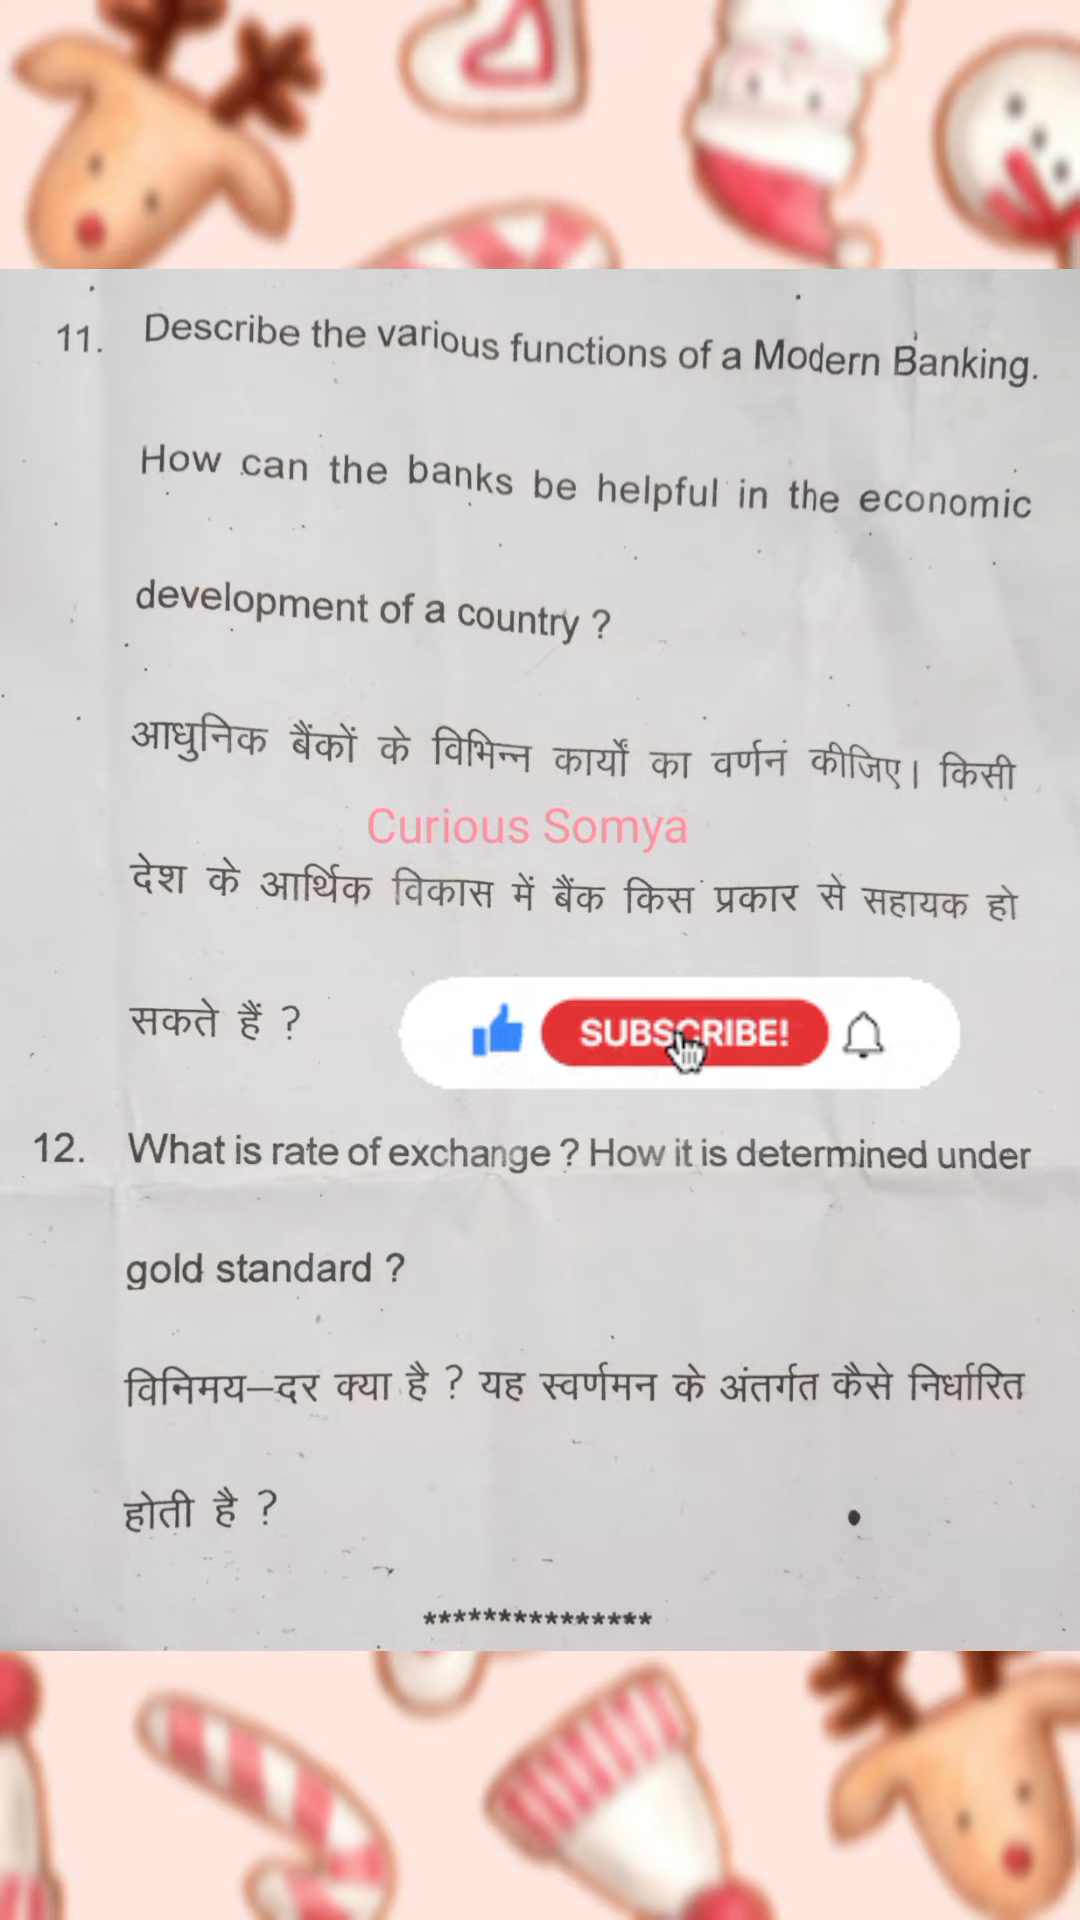 11. Describe the various functions of a Modern Banking.
How can the banks be helpful in the economic
development of a country ?
आधुनिक बैंकों के विभिन्न कार्यों का वर्णनं कीजिए। किसी
Curious Somya
देश के आर्थिक विकास में बैंक किस प्रकार से सहायक हो
सकते हैं ?
SUBSCRIBE!
12. What is rate of exchange ? How it is determined under
gold standard ?
विनिमय–दर क्या है ? यह स्वर्णमन के अंतर्गत कैसे निर्धारित
होती है ?
***************